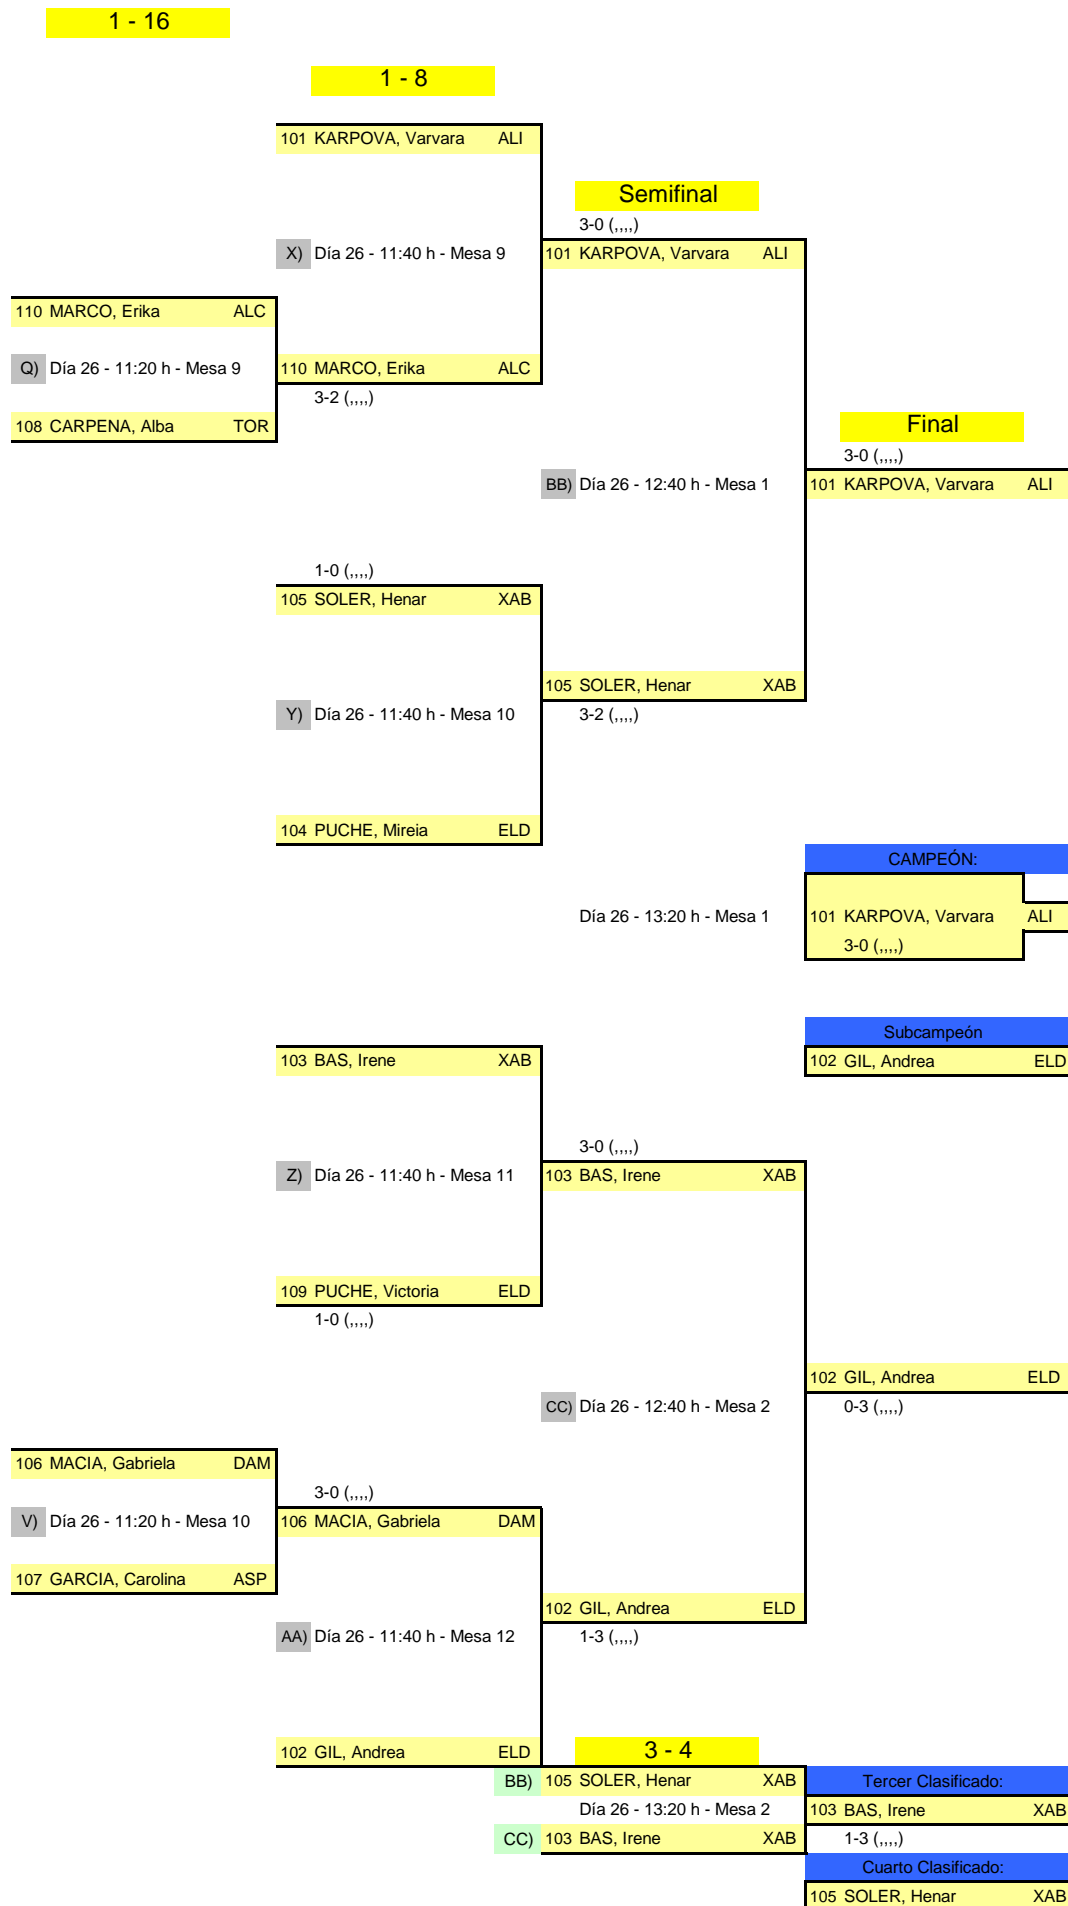 1 - 16
1 - 8
101 KARPOVA, Varvara ALI
Semifinal
3-0 (,,,,)
X) Día 26 - 11:40 h - Mesa 9
101 KARPOVA, Varvara ALI
110 MARCO, Erika ALC
Q) Día 26 - 11:20 h - Mesa 9
110 MARCO, Erika ALC
3-2 (,,,,)
108 CARPENA, Alba TOR
Final
3-0 (,,,,)
BB) Día 26 - 12:40 h - Mesa 1
101 KARPOVA, Varvara ALI
1-0 (,,,,)
105 SOLER, Henar XAB
105 SOLER, Henar XAB
Y) Día 26 - 11:40 h - Mesa 10
3-2 (,,,,)
104 PUCHE, Mireia ELD
CAMPEÓN:
Día 26 - 13:20 h - Mesa 1
101 KARPOVA, Varvara ALI
3-0 (,,,,)
Subcampeón
103 BAS, Irene XAB
102 GIL, Andrea ELD
3-0 (,,,,)
Z) Día 26 - 11:40 h - Mesa 11
103 BAS, Irene XAB
109 PUCHE, Victoria ELD
1-0 (,,,,)
102 GIL, Andrea ELD
CC) Día 26 - 12:40 h - Mesa 2
0-3 (,,,,)
106 MACIA, Gabriela DAM
3-0 (,,,,)
V) Día 26 - 11:20 h - Mesa 10
106 MACIA, Gabriela DAM
107 GARCIA, Carolina ASP
102 GIL, Andrea ELD
AA) Día 26 - 11:40 h - Mesa 12
1-3 (,,,,)
102 GIL, Andrea ELD
3 - 4
BB) 105 SOLER, Henar XAB
Tercer Clasificado:
Día 26 - 13:20 h - Mesa 2
103 BAS, Irene XAB
CC) 103 BAS, Irene XAB
1-3 (,,,,)
Cuarto Clasificado:
105 SOLER, Henar XAB